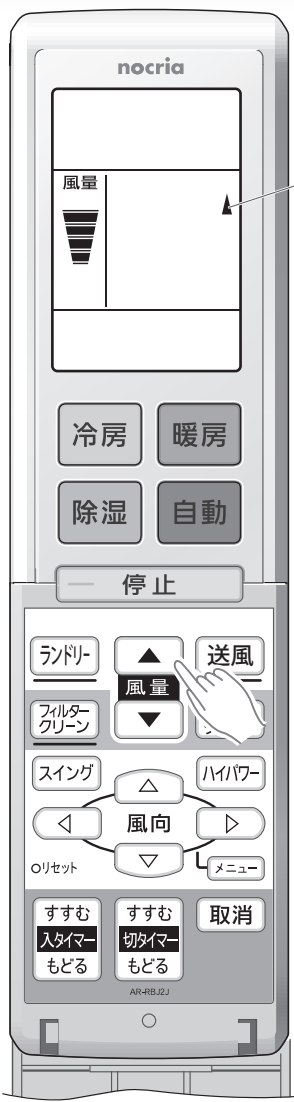 nocria
風量
冷房
暖房
除湿
自動
停止
ランドリー
送風
風量
フィルター
クリーン
スイング
ハイパワー
風向
リセット
メニュー
すすむ
入タイマー
もどる
すすむ
切タイマー
もどる
取消
AR-RBJ2J